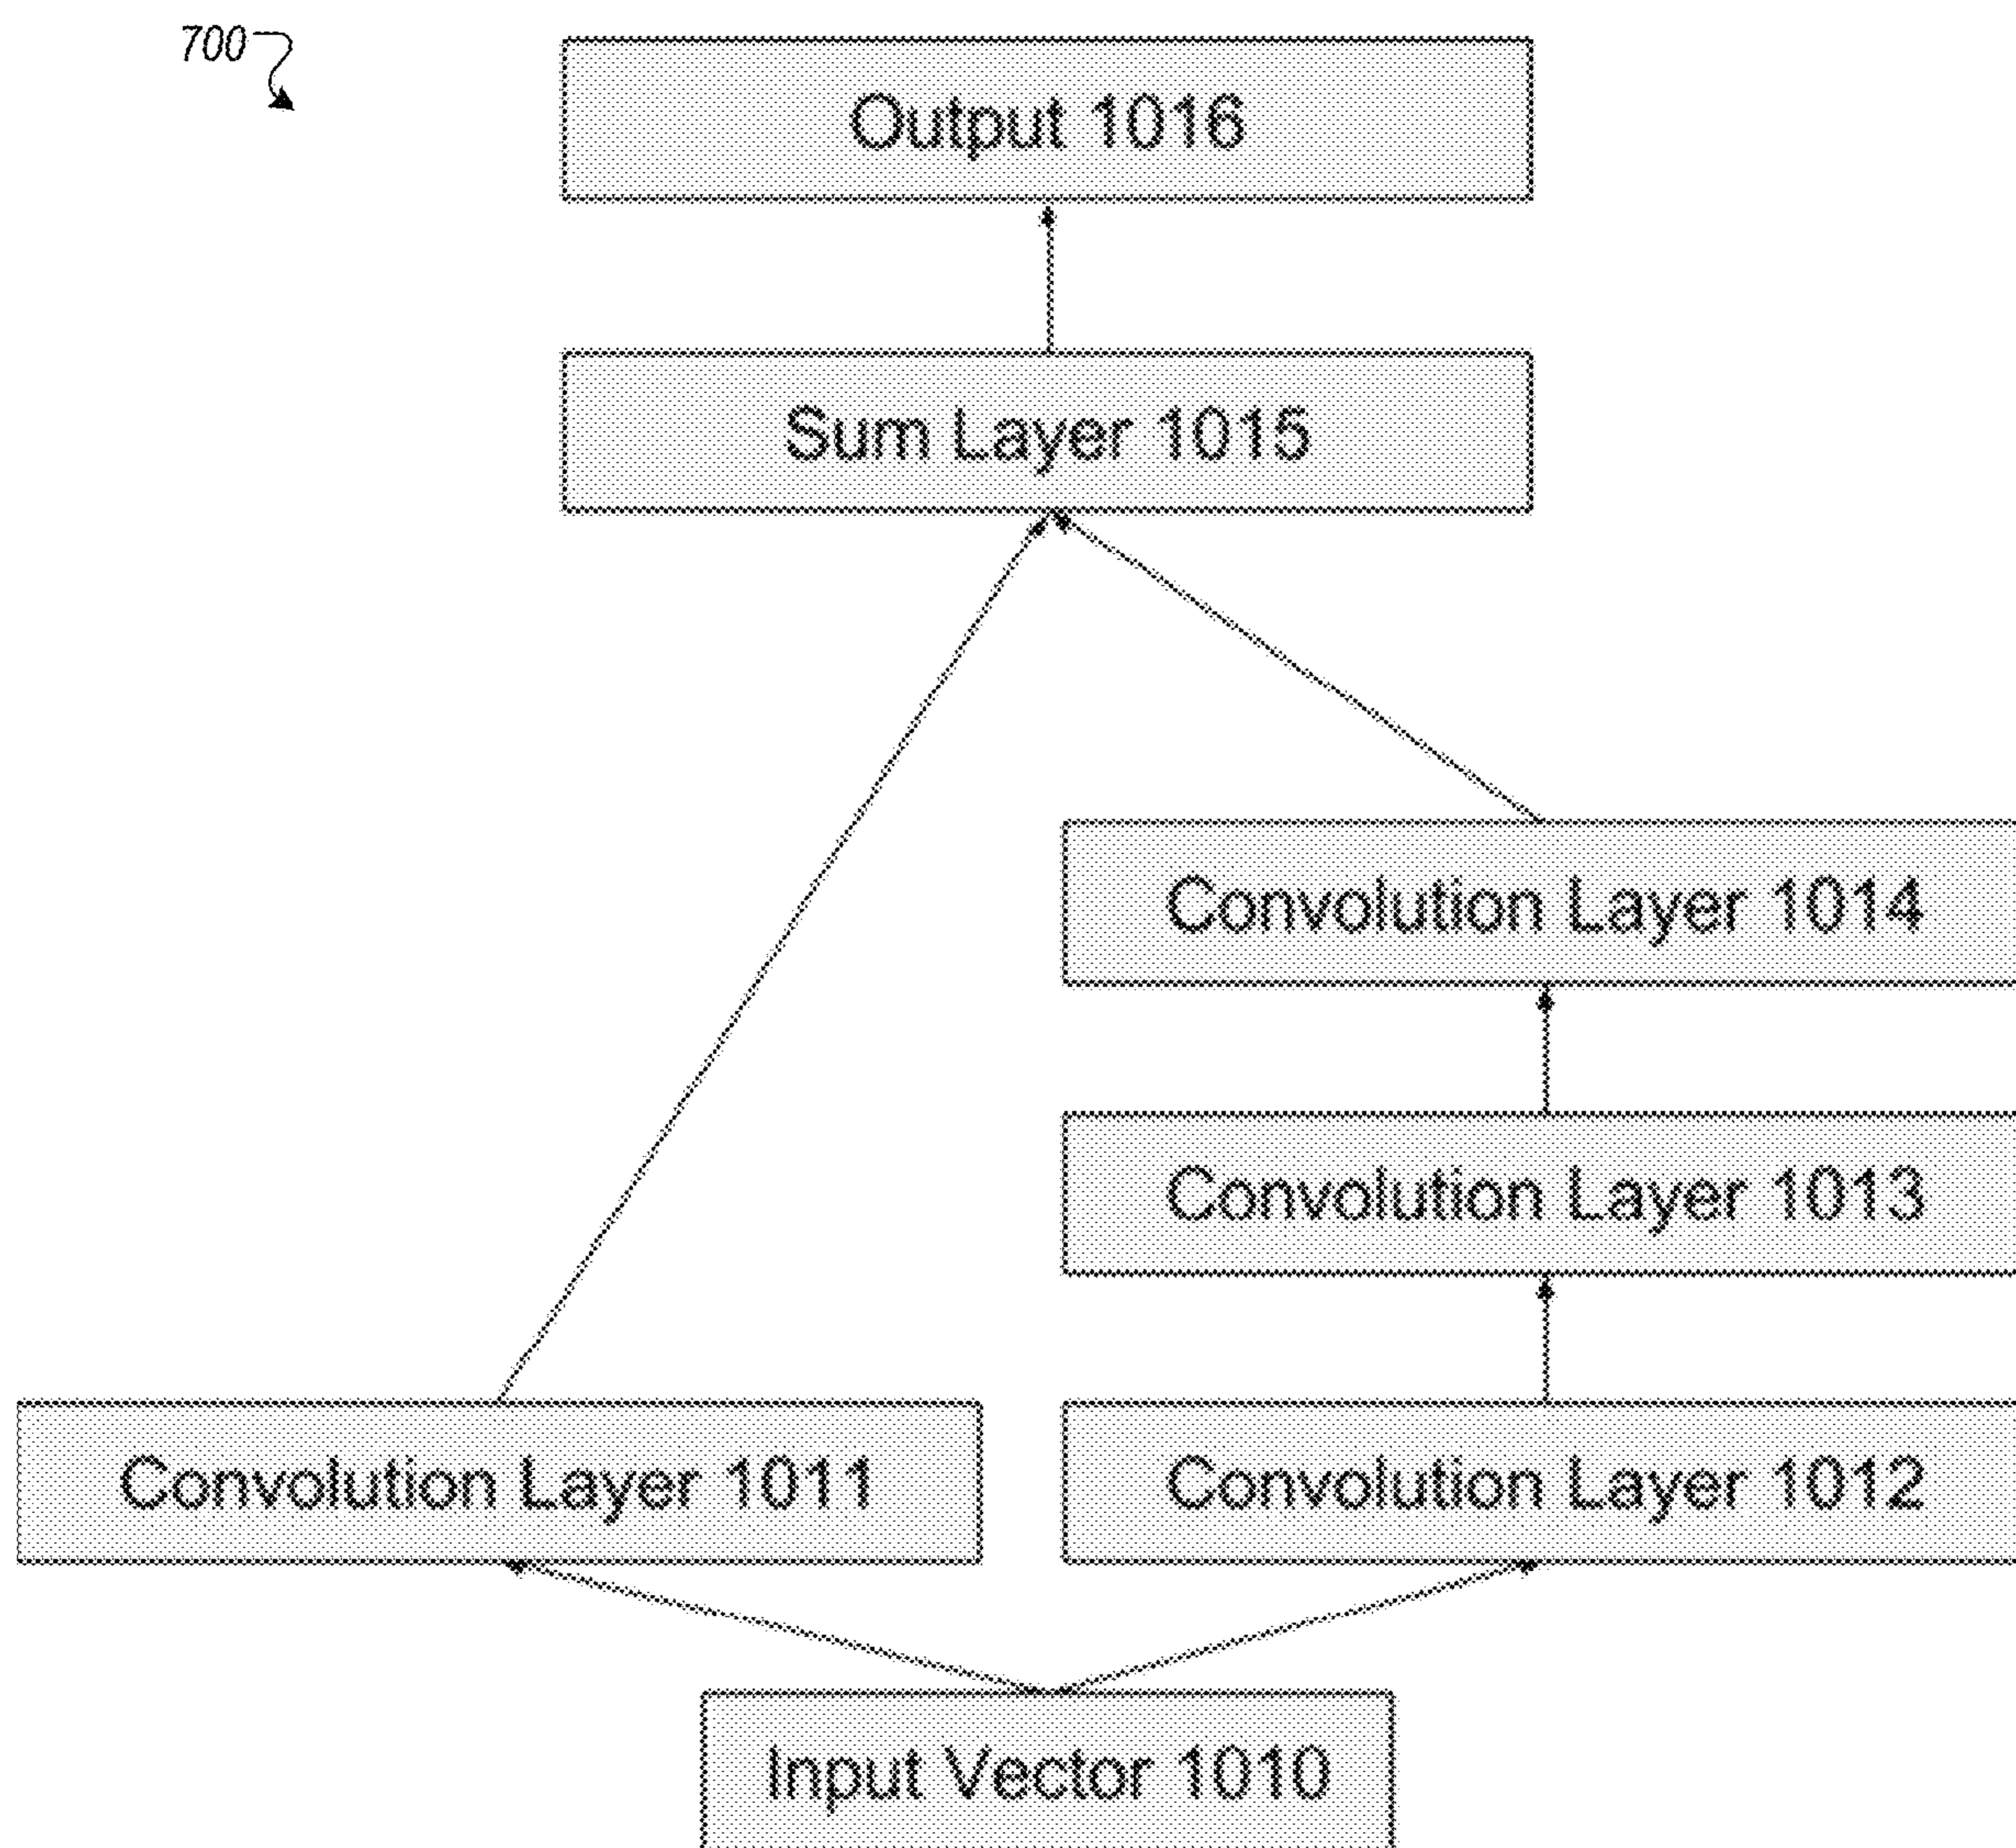 700
Output 1016
Sum Layer 1015
Convolution Layer 1014
Convolution Layer 1013
Convolution Layer 1011
Convolution Layer 1012
Input Vector 1010